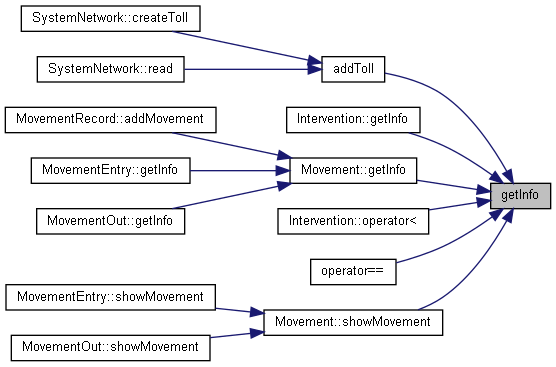 SystemNetwork::createToll
SystemNetwork::read
addToll
MovementRecord::addMovement
Intervention::getInfo
MovementEntry::getInfo
Movement::getInfo
getInfo
MovementOut::getInfo
Intervention::operator<
operator==
MovementEntry::showMovement
Movement::showMovement
MovementOut::showMovement